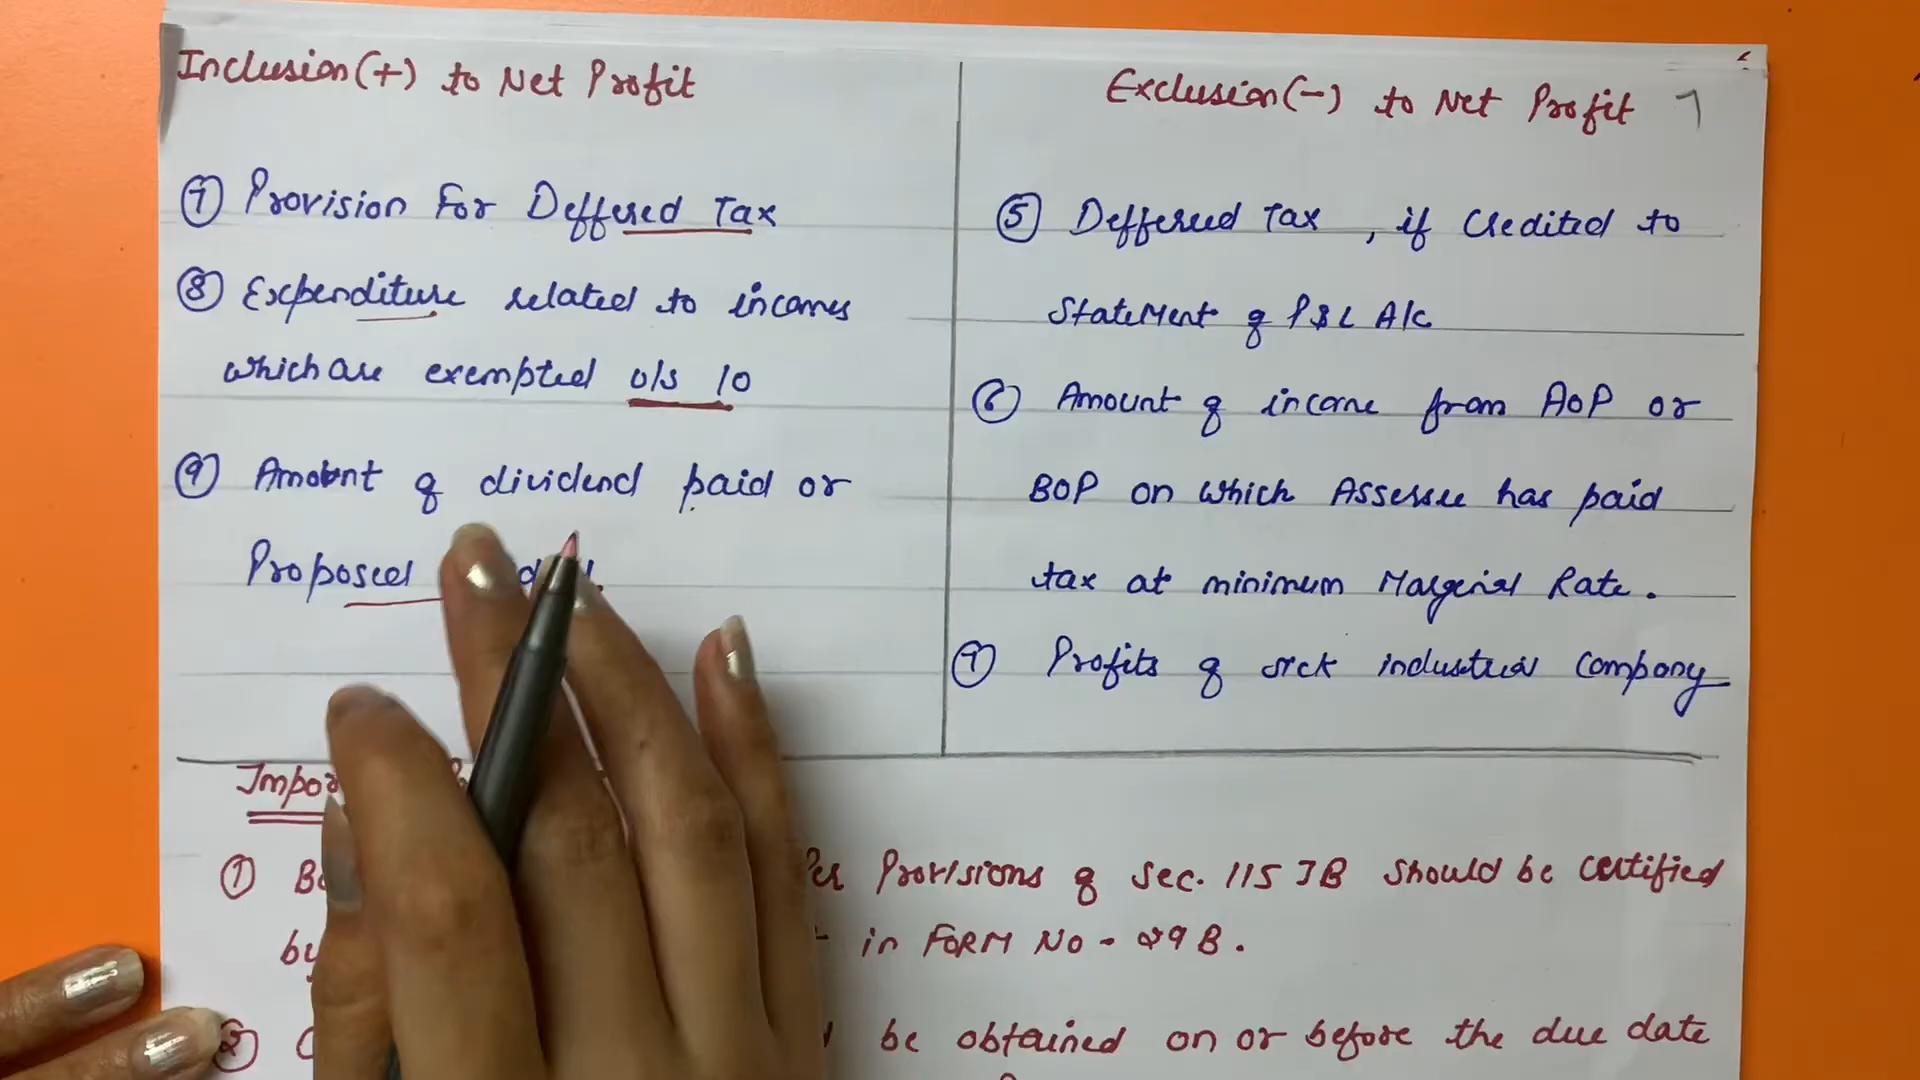 Inclusion(+) to Net Profit
⑦ Provision For Deffered Tax
⑧ Expenditure related to incomes
which are exempted u/s 10
⑨ Amount of dividend paid or
Proposed
Exclusion(-) to Net Profit
⑤ Deffered Tax, if Credited to
Statement of P&L A/c
⑥ Amount of income from AOP or
BOP on which Assessee has paid
tax at minimum Marginal Rate.
⑦ Profits of sick industrial Company
① Per Provisions of Sec. 115 JB should be certified
by in FORM No - 29 B.
② be obtained on or before the due date